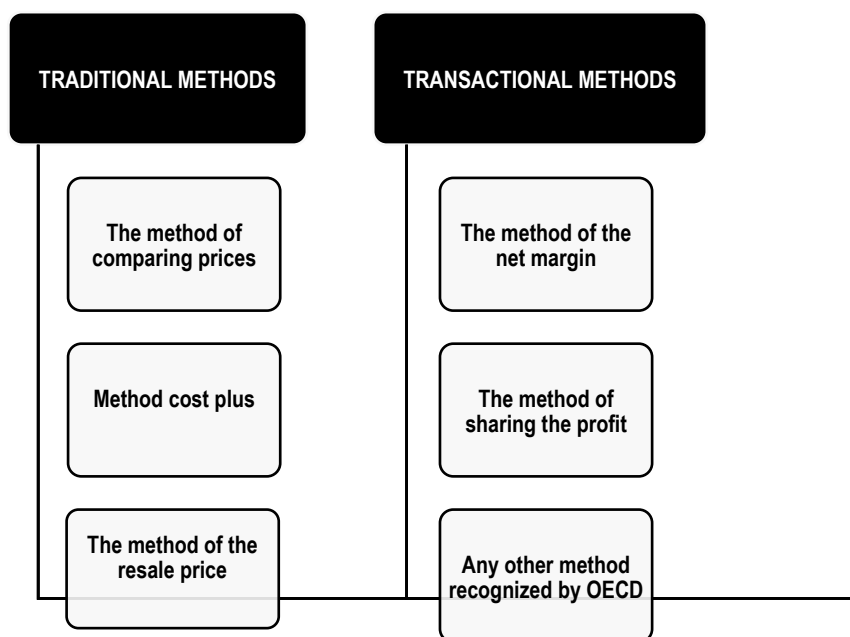 TRADITIONAL METHODS
The method of
comparing prices
Method cost plus
The method of the
resale price
TRANSACTIONAL METHODS
The method of the
net margin
The method of
sharing the profit
Any other method
recognized by OECD